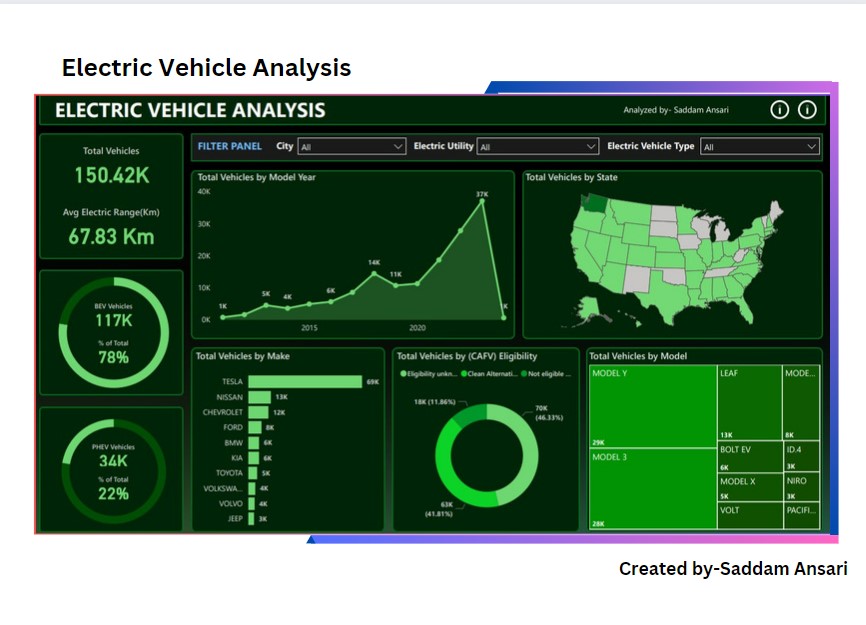 Electric Vehicle Analysis
ELECTRIC VEHICLE ANALYSIS
Analyzed by- Saddam Ansari
i
i
FILTER PANEL
City
All
Electric Utility
All
Electric Vehicle Type
All
Total Vehicles
150.42K
Avg Electric Range(Km)
67.83 Km
BEV Vehicles
117K
% of Total
78%
PHEV Vehicles
34K
% of Total
22%
Total Vehicles by Model Year
40K
30K
20K
10K
0K
1K
5K
4K
6K
14K
11K
37K
2015
2020
Total Vehicles by State
Total Vehicles by Make
TESLA 69K
NISSAN 13K
CHEVROLET 12K
FORD 8K
BMW 6K
KIA 6K
TOYOTA 5K
VOLKSWA... 4K
VOLVO 4K
JEEP 3K
Total Vehicles by (CAFV) Eligibility
Eligibility unkn... Clean Alternati... Not eligible ...
18K (11.86%)
70K
(46.33%)
63K
(41.81%)
Total Vehicles by Model
MODEL Y
29K
MODEL 3
28K
LEAF
13K
MODE...
8K
BOLT EV
6K
ID.4
3K
MODEL X
5K
NIRO
3K
VOLT
PACIFI...
Created by-Saddam Ansari